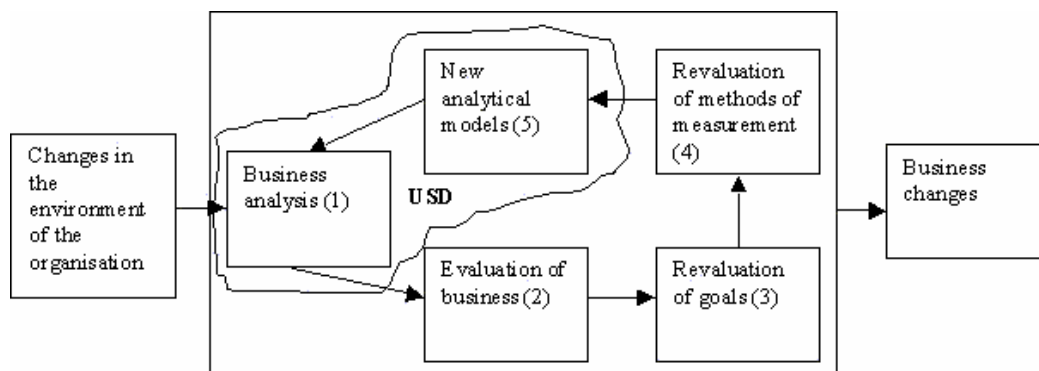 Changes in
the
environment
of the
organisation
Business
analysis (1)
New
analytical
models (5)
USD
Evaluation of
business (2)
Revaluation
of goals (3)
Revaluation
of methods of
measurement
(4)
Business
changes